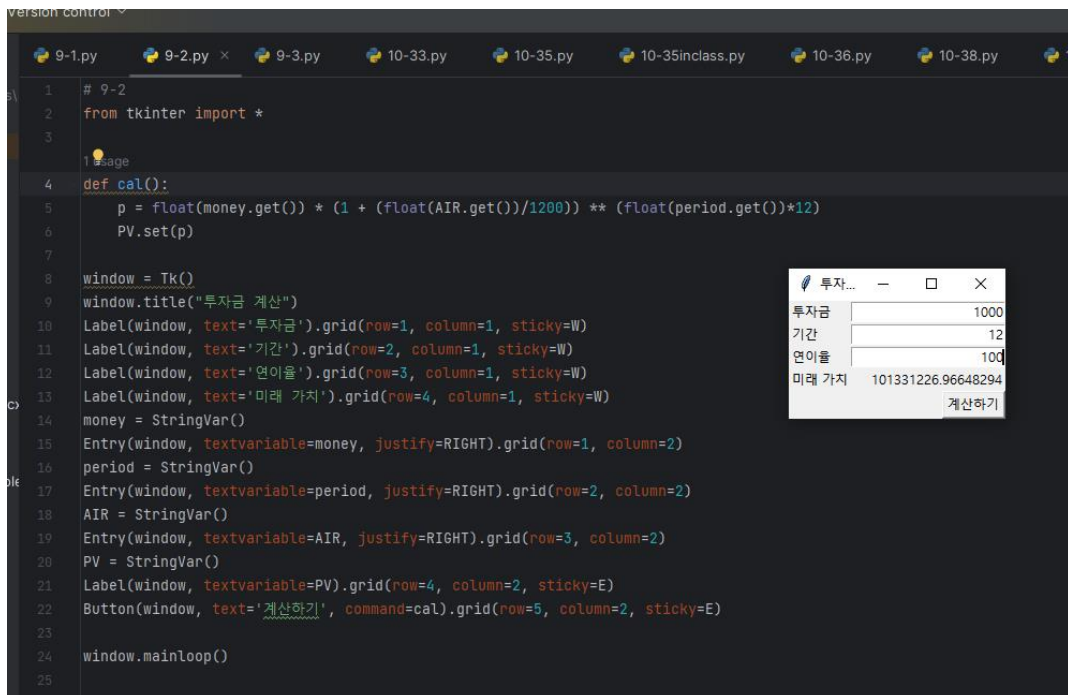 Version control
9-1.py 9-2.py × 9-3.py 10-33.py 10-35.py 10-35inclass.py 10-36.py 10-38.py
1 # 9-2
2 from tkinter import *
3
1 usage
4 def cal():
5 p = float(money.get()) * (1 + (float(AIR.get())/1200)) ** (float(period.get())*12)
6 PV.set(p)
7
8 window = Tk()
9 window.title("투자금 계산")
10 Label(window, text='투자금').grid(row=1, column=1, sticky=W)
11 Label(window, text='기간').grid(row=2, column=1, sticky=W)
12 Label(window, text='연이율').grid(row=3, column=1, sticky=W)
13 Label(window, text='미래 가치').grid(row=4, column=1, sticky=W)
14 money = StringVar()
15 Entry(window, textvariable=money, justify=RIGHT).grid(row=1, column=2)
16 period = StringVar()
17 Entry(window, textvariable=period, justify=RIGHT).grid(row=2, column=2)
18 AIR = StringVar()
19 Entry(window, textvariable=AIR, justify=RIGHT).grid(row=3, column=2)
20 PV = StringVar()
21 Label(window, textvariable=PV).grid(row=4, column=2, sticky=E)
22 Button(window, text='계산하기', command=cal).grid(row=5, column=2, sticky=E)
23
24 window.mainloop()
25
투자...
투자금 1000
기간 12
연이율 100
미래 가치 101331226.96648294
계산하기